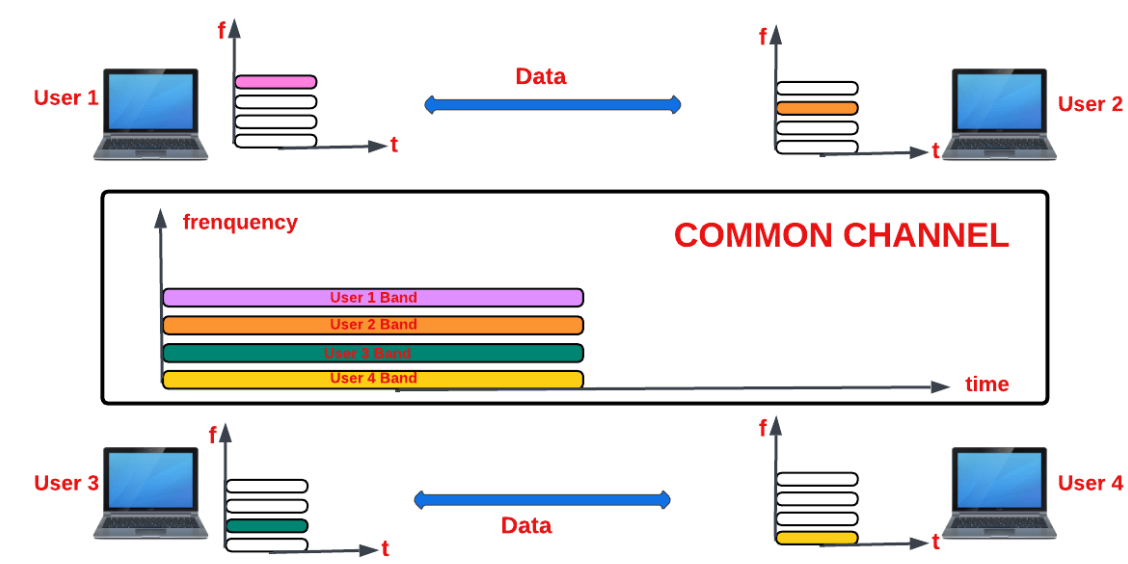 f
Data
f
User 1
User 2
t
t
frenquency
COMMON CHANNEL
User 1 Band
User 2 Band
User 3 Band
User 4 Band
time
f
f
User 3
User 4
Data
t
t